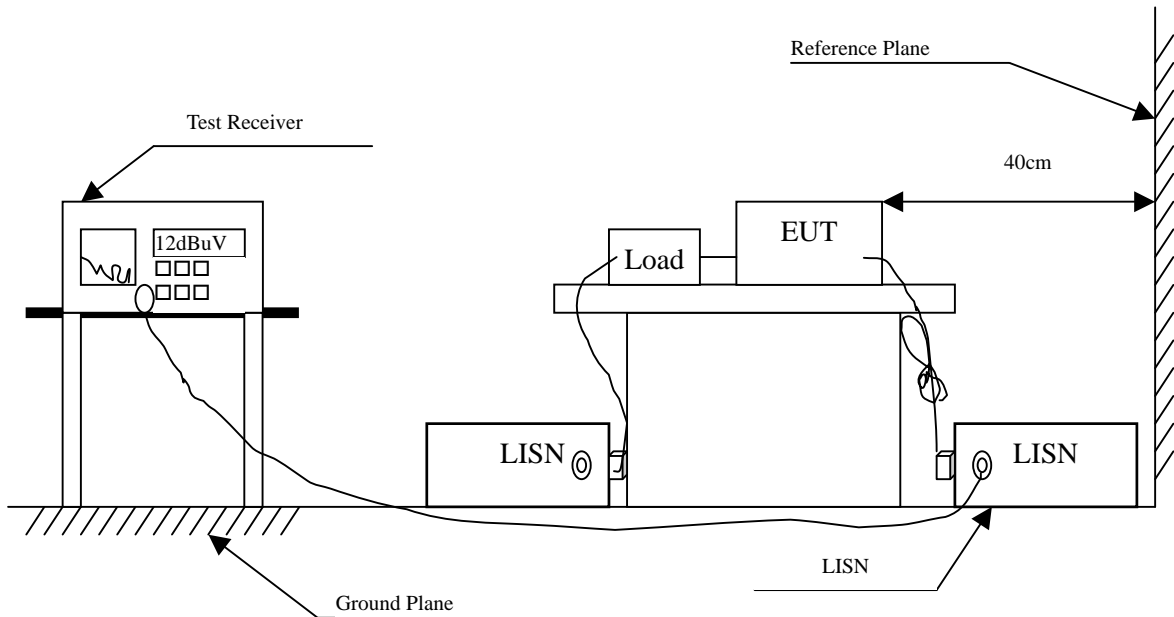 Reference Plane
Test Receiver
40cm
12dBuV
EUT
Load
LISN
LISN
LISN
Ground Plane